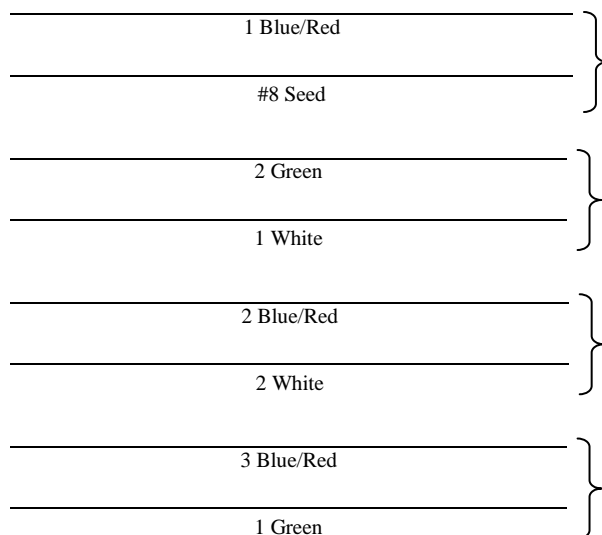 1 Blue/Red
#8 Seed
2 Green
1 White
2 Blue/Red
2 White
3 Blue/Red
1 Green